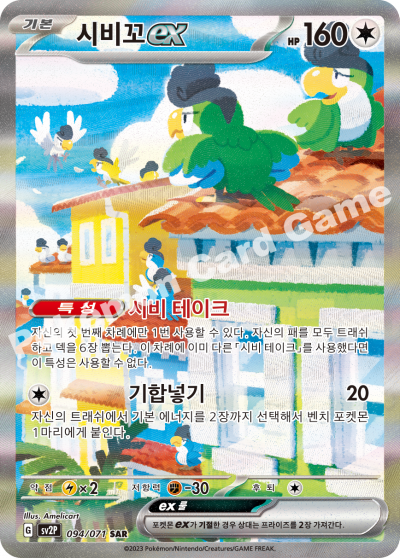 기본 시비꼬ex HP 160
특성 시비 테이크
자신의 첫 번째 차례에만 1번 사용할 수 있다. 자신의 패를 모두 트래쉬
하고 덱을 6장 뽑는다. 이 차례에 이미 다른 「시비 테이크」를 사용했다면
이 특성은 사용할 수 없다.
기합넣기 20
자신의 트래쉬에서 기본 에너지를 2장까지 선택해서 벤치 포켓몬
1마리에게 붙인다.
약점 ×2 저항력 -30 후퇴
ex 룰
포켓몬 ex가 기절한 경우 상대는 프라이즈를 2장 가져간다.
Illus. Amelicart
G sv2P 094/071 SAR
©2023 Pokémon/Nintendo/Creatures/GAME FREAK.
Pokémon Card Game